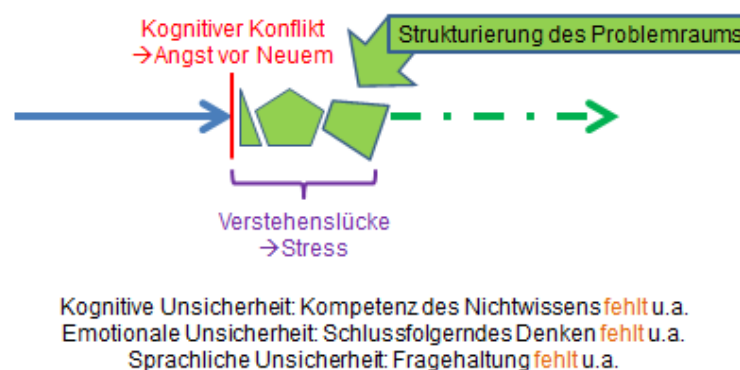 Kognitiver Konflikt
→Angst vor Neuem
Strukturierung des Problemraums
Verstehenslücke
→Stress
Kognitive Unsicherheit: Kompetenz des Nichtwissens fehlt u.a.
Emotionale Unsicherheit: Schlussfolgerndes Denken fehlt u.a.
Sprachliche Unsicherheit: Fragehaltung fehlt u.a.